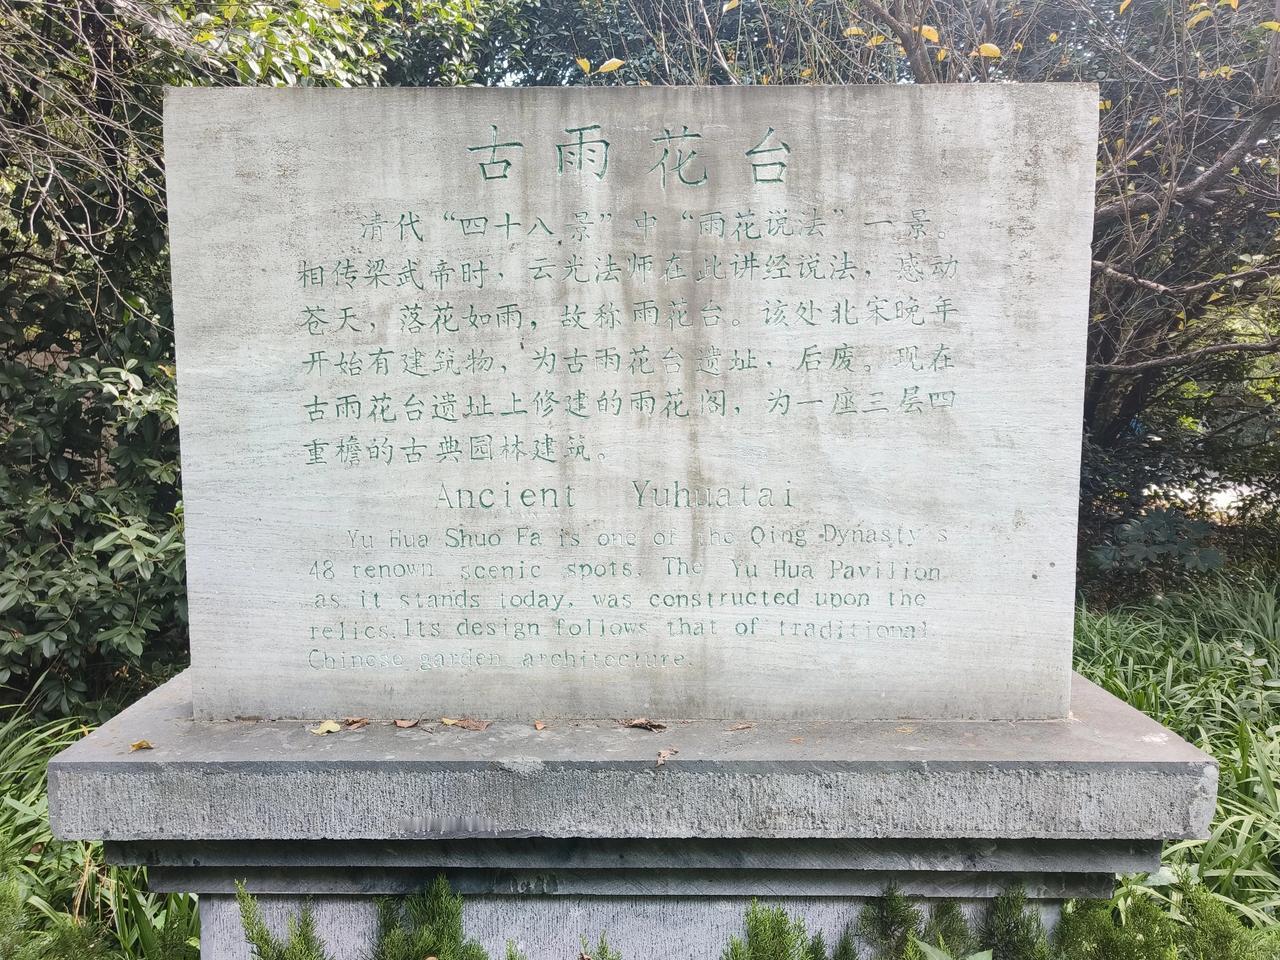 古雨花台
清代“四十八景”中“雨花说法”一景。
相传梁武帝时，云光法师在此讲经说法，感动
苍天，落花如雨，故称雨花台。该处北宋晚年
开始有建筑物，为古雨花台遗址，后废。现在
古雨花台遗址上修建的雨花阁，为一座三层四
重檐的古典园林建筑。
Ancient Yuhuatai
Yu Hua Shuo Fa is one of the Qing Dynasty's
48 renown scenic spots. The Yu Hua Pavilion
as it stands today, was constructed upon the
relics. Its design follows that of traditional
Chinese garden architecture.